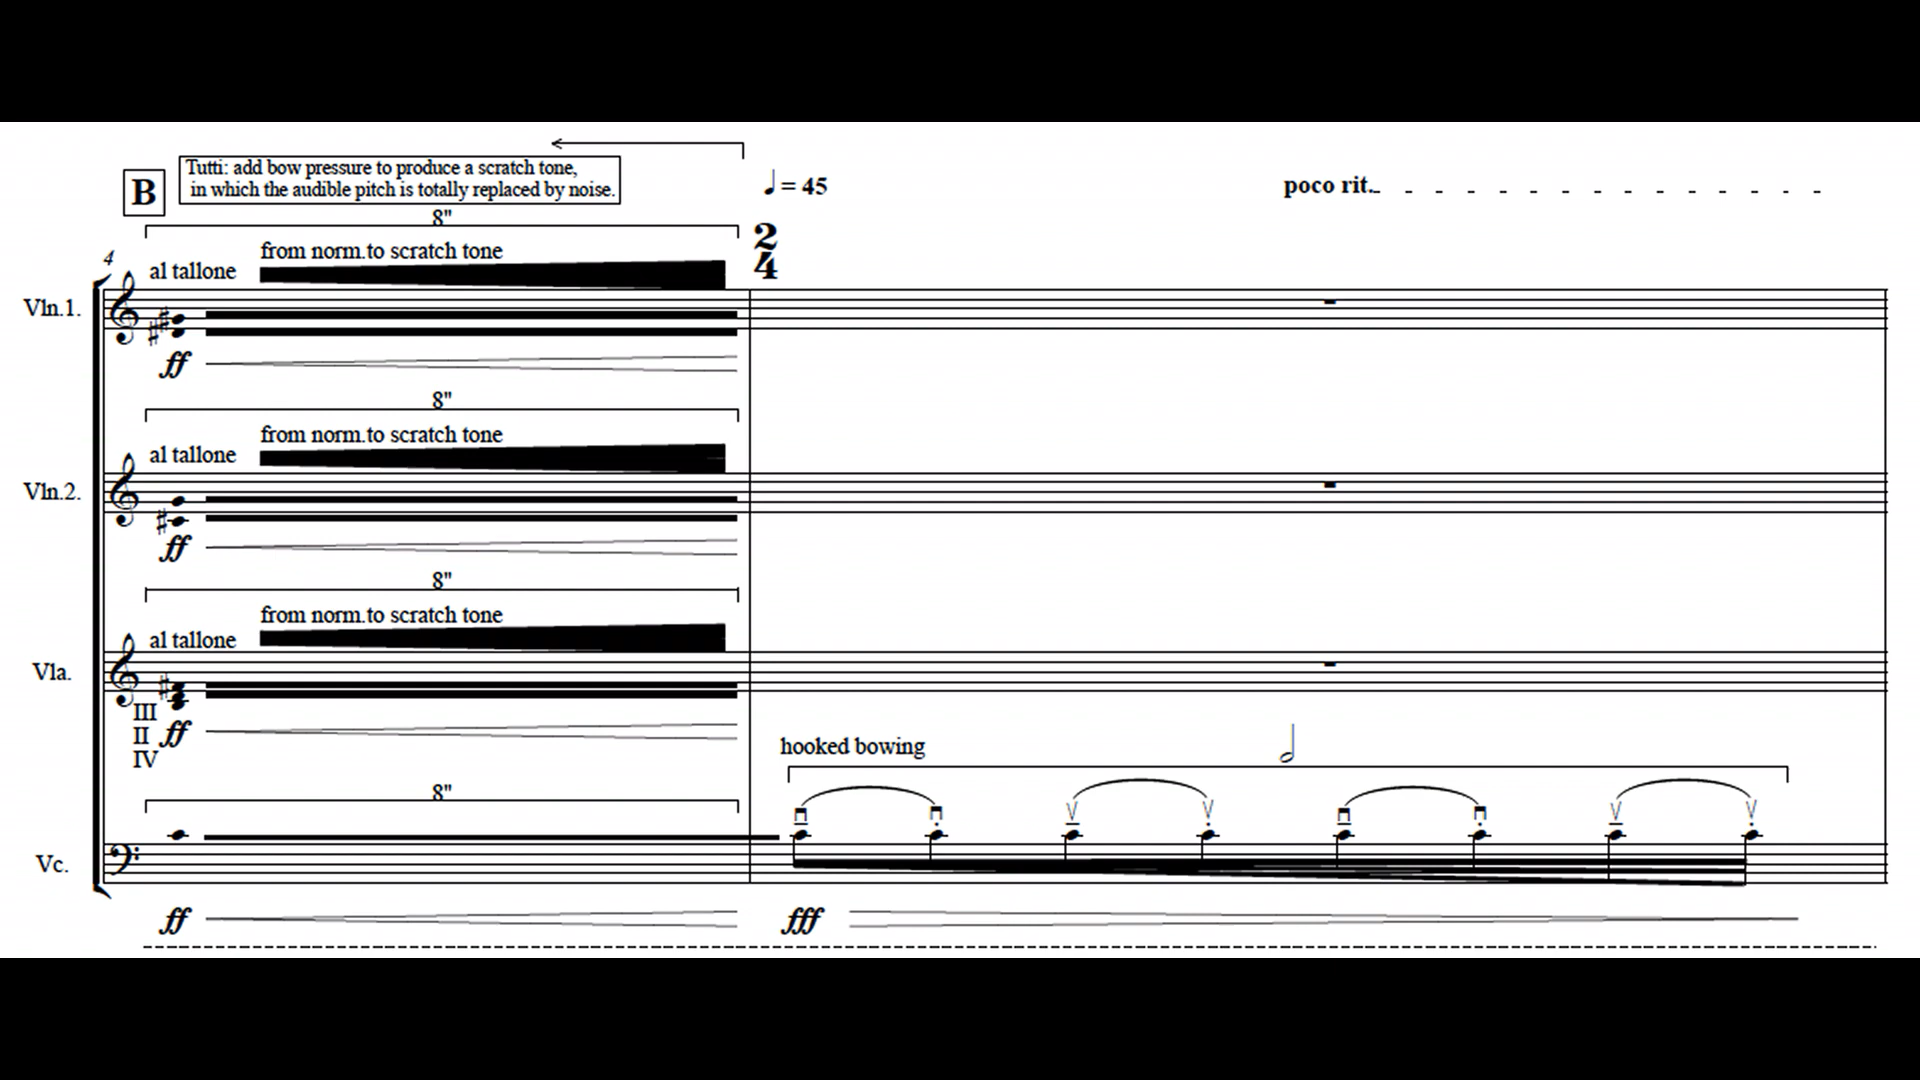 B
Tutti: add bow pressure to produce a scratch tone,
in which the audible pitch is totally replaced by noise.
= 45
poco rit.
8"
4
al tallone
from norm.to scratch tone
2
4
Vln.1.
ff
8"
al tallone
from norm.to scratch tone
Vln.2.
ff
8"
al tallone
from norm.to scratch tone
Vla.
III
II
IV
ff
hooked bowing
8"
Vc.
ff
fff